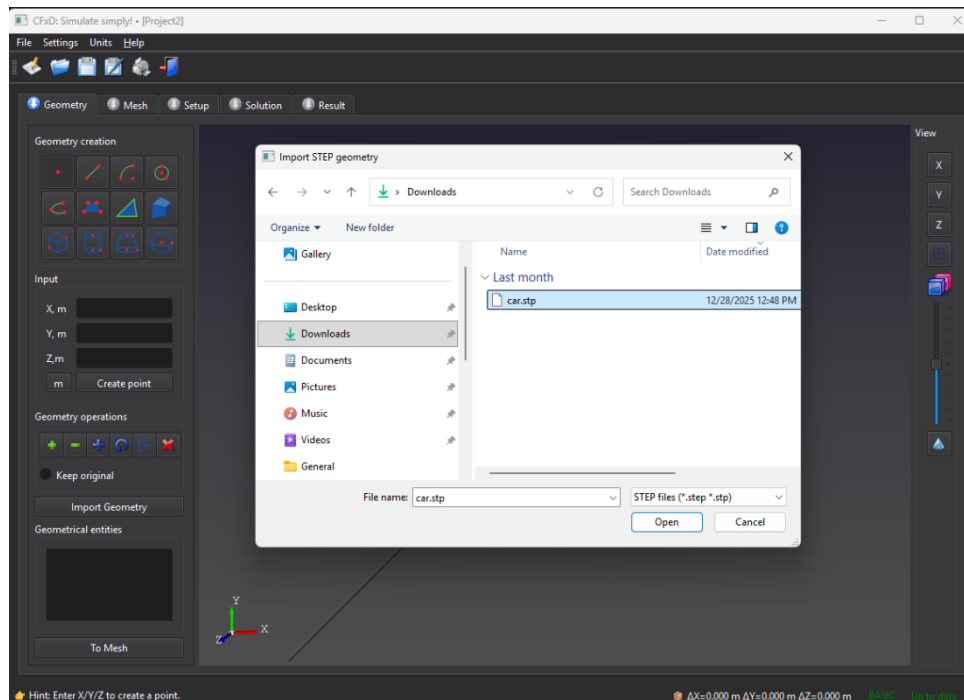 CFxD: Simulate simply! • [Project2]
File Settings Units Help
Geometry Mesh Setup Solution Result
Geometry creation
Input
X, m
Y, m
Z,m
m Create point
Geometry operations
Keep original
Import Geometry
Geometrical entities
To Mesh
Import STEP geometry
Downloads
Search Downloads
Organize New folder
Gallery
Desktop
Downloads
Documents
Pictures
Music
Videos
General
Name Date modified
Last month
car.stp 12/28/2025 12:48 PM
File name: car.stp STEP files (*.step *.stp)
Open Cancel
View
X
Y
Z
Y
X
Z
Hint: Enter X/Y/Z to create a point. ΔX=0.000 m ΔY=0.000 m ΔZ=0.000 m BASIC Up to date